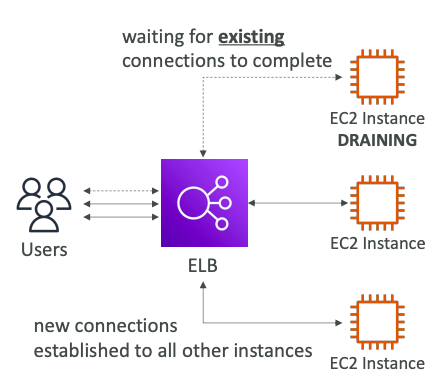 waiting for existing
connections to complete
EC2 Instance
DRAINING
Users
ELB
EC2 Instance
new connections
established to all other instances
EC2 Instance